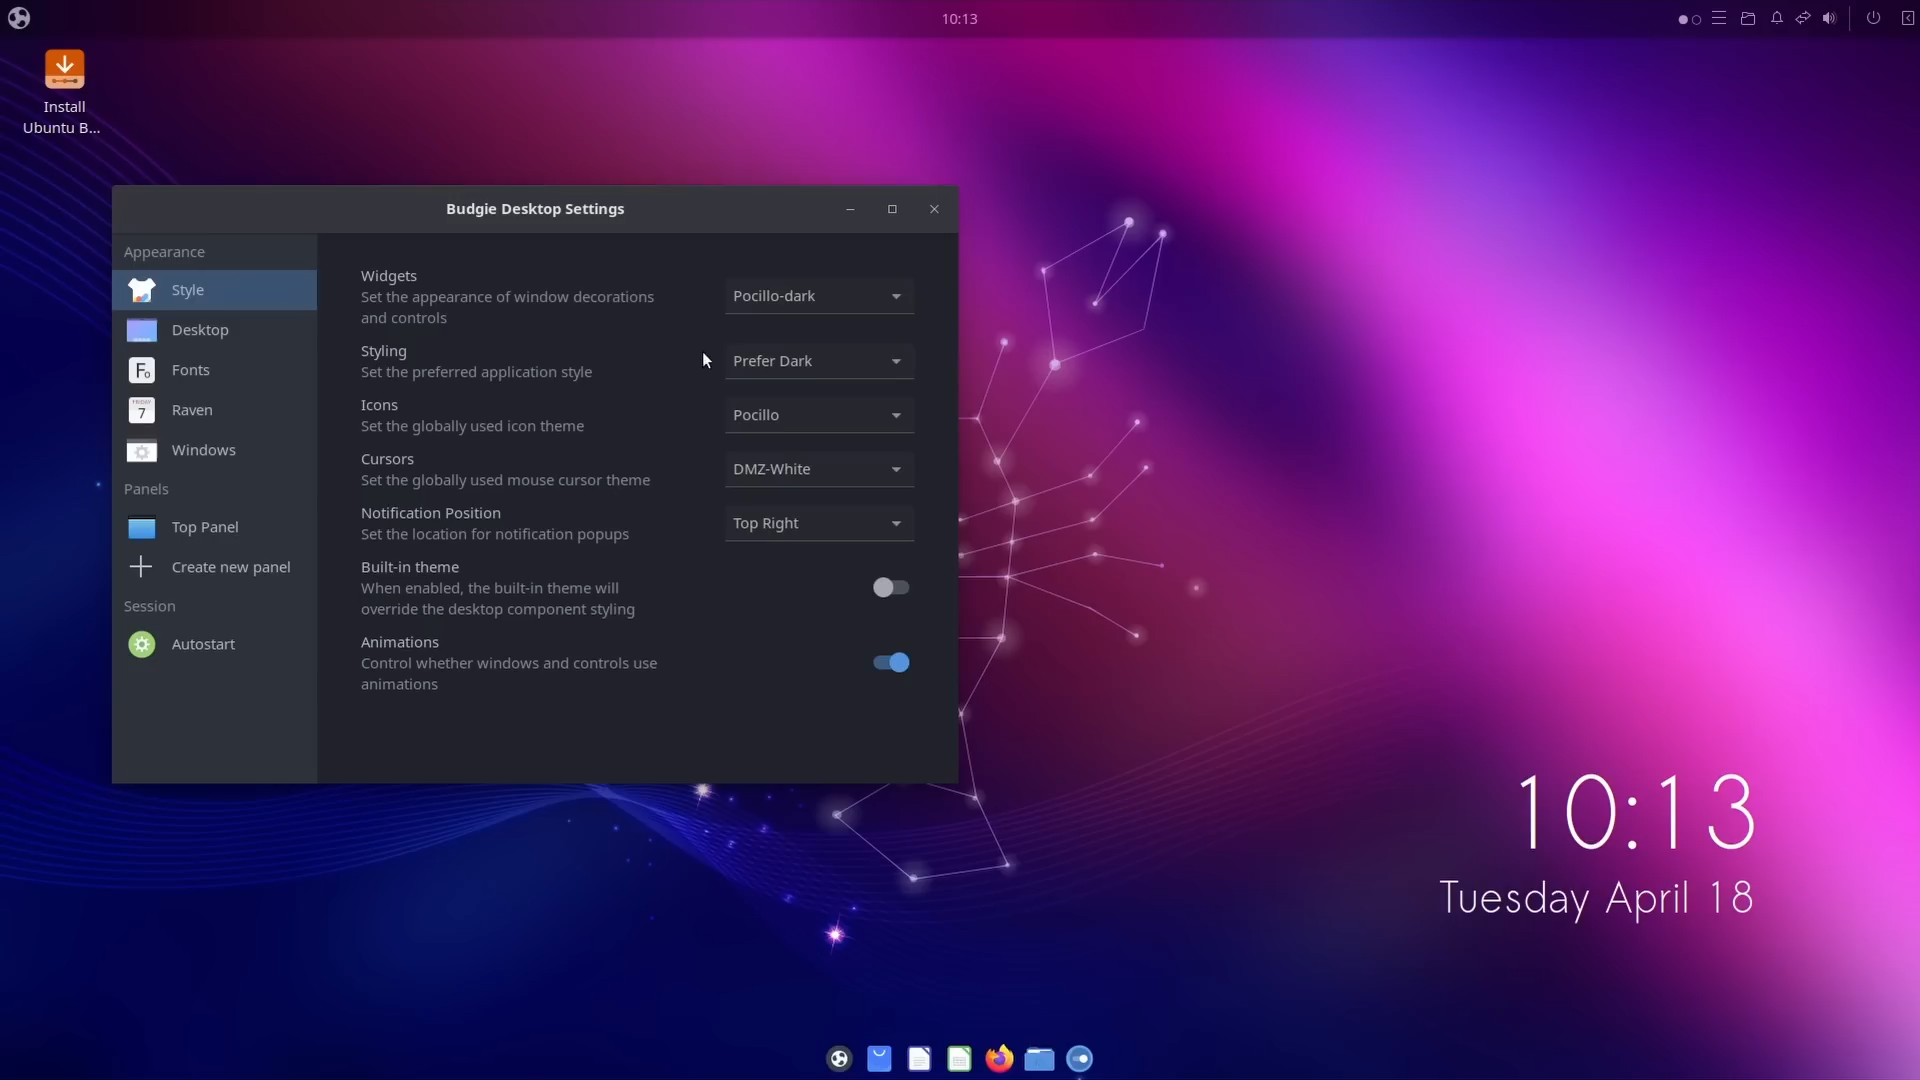 10:13
Install
Ubuntu B...
Budgie Desktop Settings
Appearance
Style
Desktop
Fonts
Raven
Windows
Panels
Top Panel
Create new panel
Session
Autostart
Widgets
Set the appearance of window decorations
and controls
Pocillo-dark
Styling
Set the preferred application style
Prefer Dark
Icons
Set the globally used icon theme
Pocillo
Cursors
Set the globally used mouse cursor theme
DMZ-White
Notification Position
Set the location for notification popups
Top Right
Built-in theme
When enabled, the built-in theme will
override the desktop component styling
Animations
Control whether windows and controls use
animations
10:13
Tuesday April 18